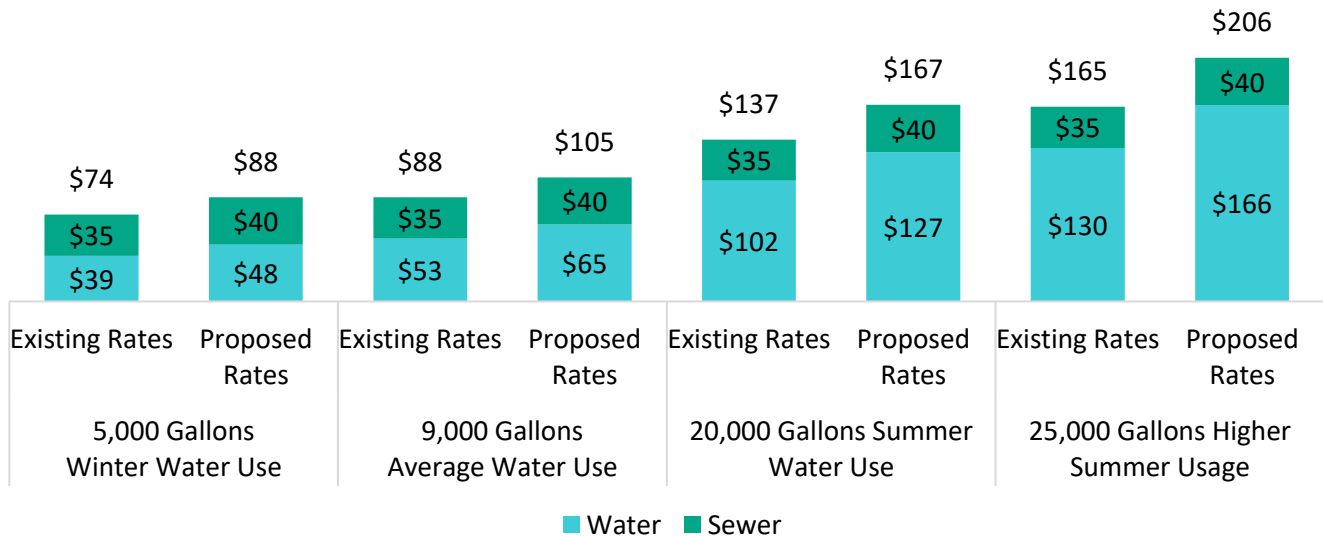 $74
$35
$39
$88
$40
$48
$88
$35
$53
$105
$40
$65
$137
$35
$102
$167
$40
$127
$165
$35
$130
$206
$40
$166
Existing Rates
Proposed
Rates
Existing Rates
Proposed
Rates
Existing Rates
Proposed
Rates
Existing Rates
Proposed
Rates
5,000 Gallons
Winter Water Use
9,000 Gallons
Average Water Use
20,000 Gallons Summer
Water Use
25,000 Gallons Higher
Summer Usage
Water
Sewer